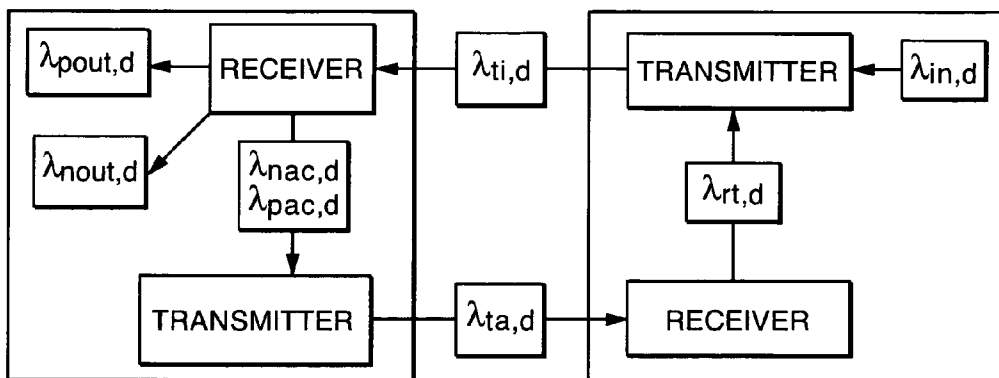 λpout,d
RECEIVER
λti,d
TRANSMITTER
λin,d
λnout,d
λnac,d
λpac,d
λrt,d
TRANSMITTER
λta,d
RECEIVER